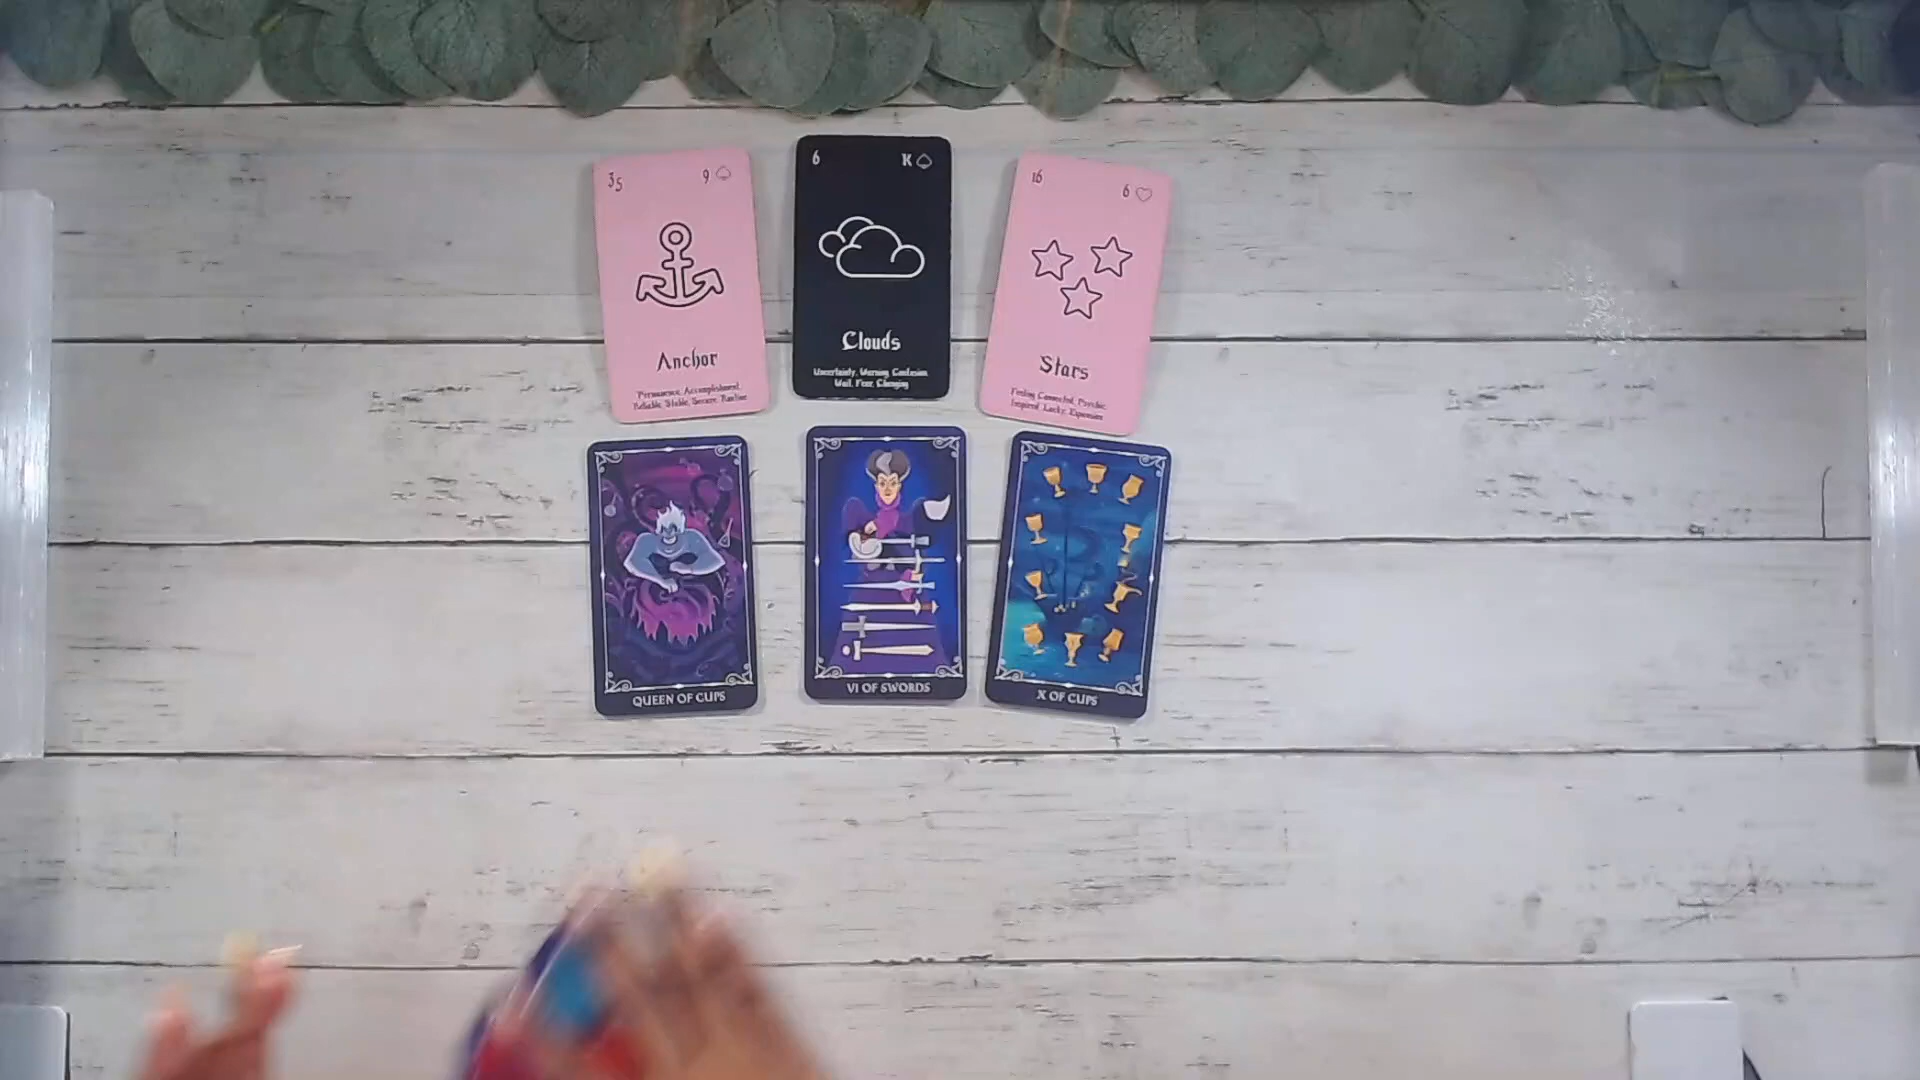 35 9
Anchor
Permanence, Accomplishment
Reliable, Stable, Secure, Routine
6 K
Clouds
Uncertainty, Warning, Confusion
Wait, Fear, Changing
16 6
Stars
Feeling Connected, Psychic
Inspired, Lucky, Expansion
QUEEN OF CUPS
VI OF SWORDS
X OF CUPS